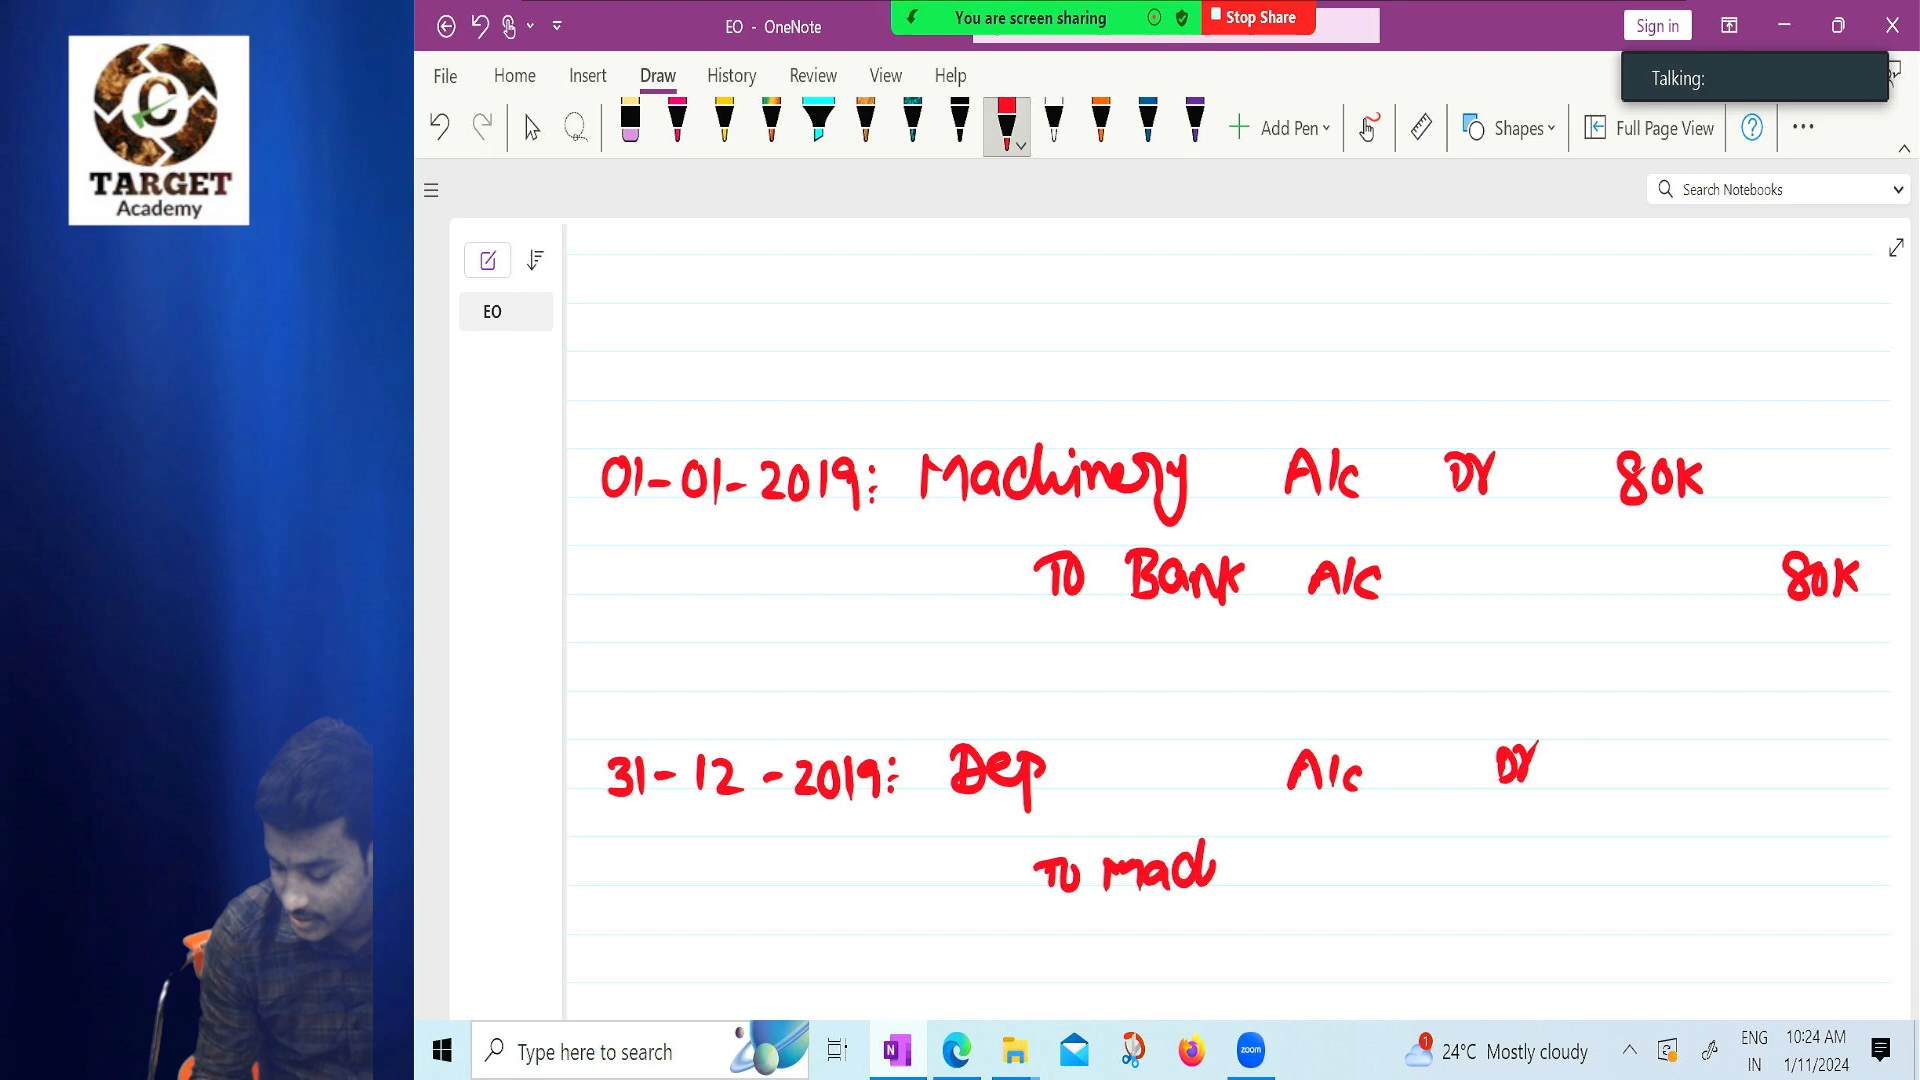 C
TARGET
Academy
EO - OneNote
You are screen sharing
Stop Share
Sign in
Talking:
File Home Insert Draw History Review View Help
Add Pen
Shapes
Full Page View
Search Notebooks
EO
01-01-2019: Machinery A/c Dr 80K
To Bank A/c 80K
31-12-2019: Dep A/c Dr
To Mach
Type here to search
N
zoom
1
24°C Mostly cloudy
ENG
IN
10:24 AM
1/11/2024